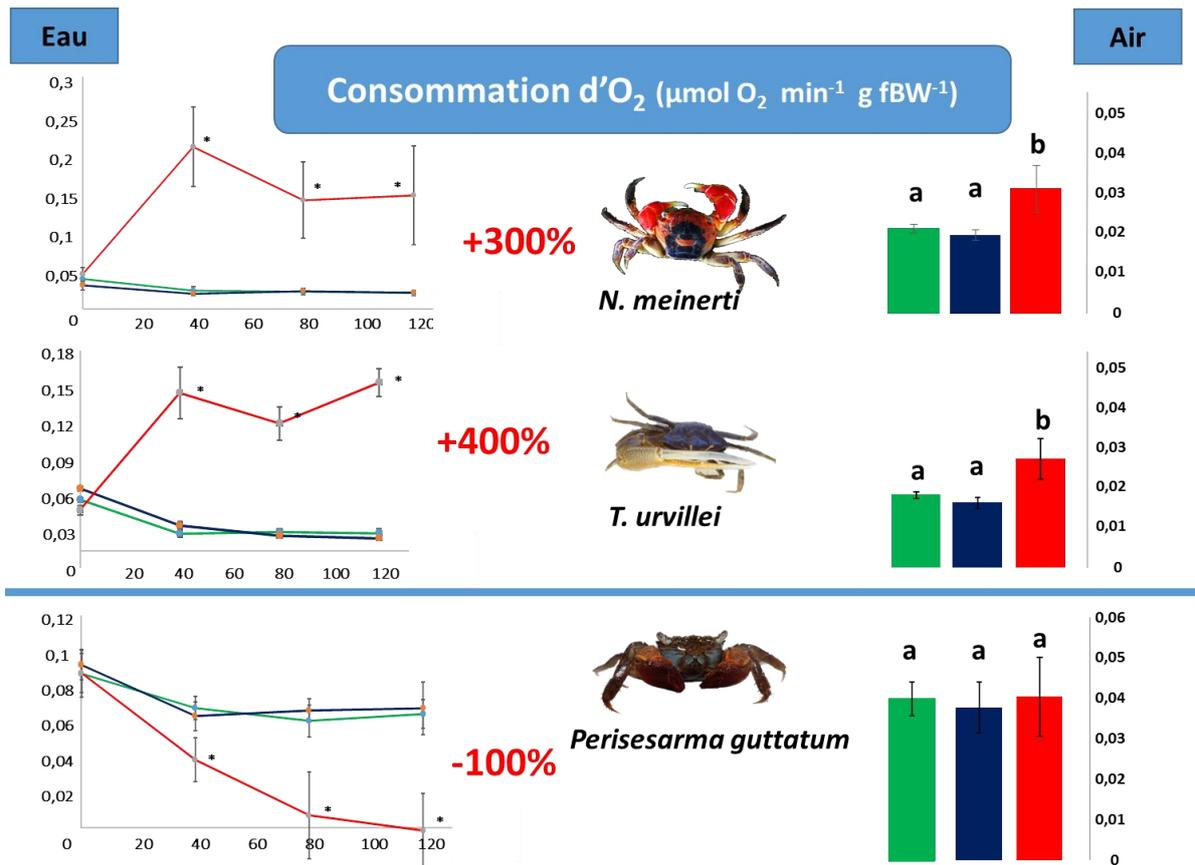 Eau
Air
Consommation d'O₂ (µmol O₂ min⁻¹ g fBW⁻¹)
0,3
0,25
0,2
0,15
0,1
0,05
0 20 40 60 80 100 120
*
*
*
+300%
N. meinerti
a
a
b
0,05
0,04
0,03
0,02
0,01
0
0,18
0,15
0,12
0,09
0,06
0,03
0 20 40 60 80 100 120
*
*
*
+400%
T. urvillei
a
a
b
0,05
0,04
0,03
0,02
0,01
0
0,12
0,1
0,08
0,06
0,04
0,02
0 20 40 60 80 100 120
*
*
*
-100%
Perisesarma guttatum
a
a
a
0,06
0,05
0,04
0,03
0,02
0,01
0